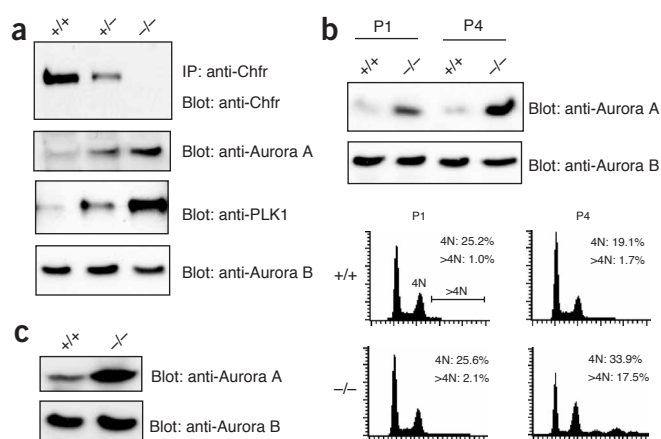 a
+/+ +/− −/−
IP: anti-Chfr
Blot: anti-Chfr
Blot: anti-Aurora A
Blot: anti-PLK1
Blot: anti-Aurora B
b
P1 P4
+/+ −/− +/+ −/−
Blot: anti-Aurora A
Blot: anti-Aurora B
P1 P4
+/+
4N: 25.2%
>4N: 1.0%
4N
>4N
4N: 19.1%
>4N: 1.7%
−/−
4N: 25.6%
>4N: 2.1%
4N: 33.9%
>4N: 17.5%
c
+/+ −/−
Blot: anti-Aurora A
Blot: anti-Aurora B